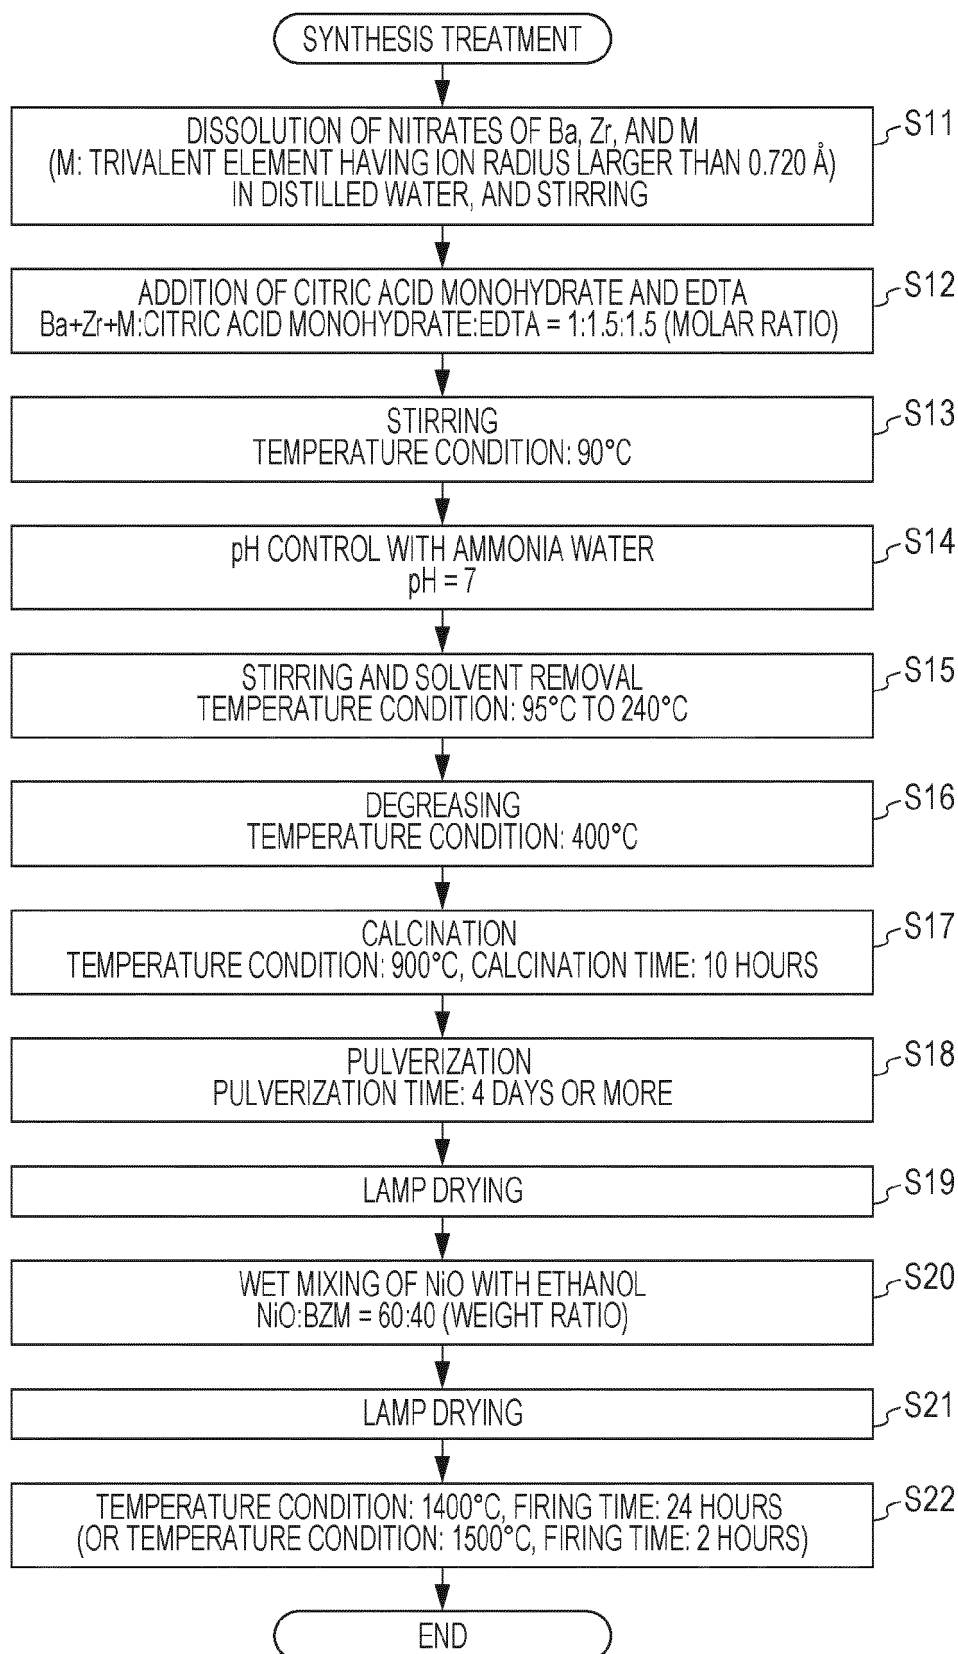 SYNTHESIS TREATMENT
DISSOLUTION OF NITRATES OF Ba, Zr, AND M
(M: TRIVALENT ELEMENT HAVING ION RADIUS LARGER THAN 0.720 Å)
IN DISTILLED WATER, AND STIRRING
S11
ADDITION OF CITRIC ACID MONOHYDRATE AND EDTA
Ba+Zr+M:CITRIC ACID MONOHYDRATE:EDTA = 1:1.5:1.5 (MOLAR RATIO)
S12
STIRRING
TEMPERATURE CONDITION: 90°C
S13
pH CONTROL WITH AMMONIA WATER
pH = 7
S14
STIRRING AND SOLVENT REMOVAL
TEMPERATURE CONDITION: 95°C TO 240°C
S15
DEGREASING
TEMPERATURE CONDITION: 400°C
S16
CALCINATION
TEMPERATURE CONDITION: 900°C, CALCINATION TIME: 10 HOURS
S17
PULVERIZATION
PULVERIZATION TIME: 4 DAYS OR MORE
S18
LAMP DRYING
S19
WET MIXING OF NiO WITH ETHANOL
NiO:BZM = 60:40 (WEIGHT RATIO)
S20
LAMP DRYING
S21
TEMPERATURE CONDITION: 1400°C, FIRING TIME: 24 HOURS
(OR TEMPERATURE CONDITION: 1500°C, FIRING TIME: 2 HOURS)
S22
END